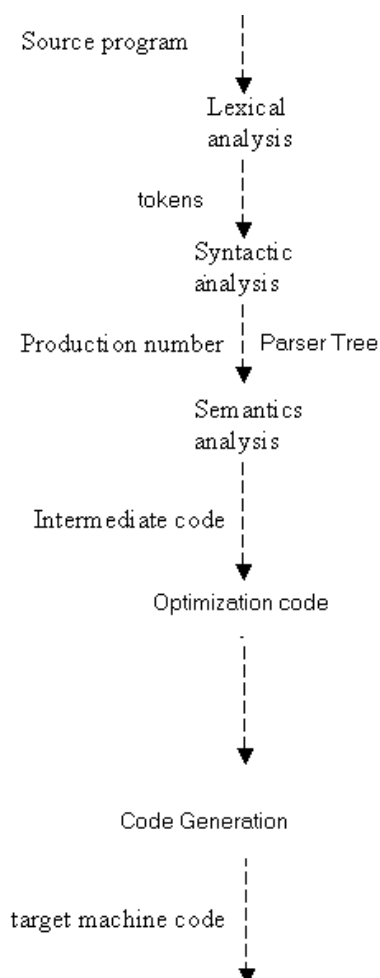 Source program
Lexical
analysis
tokens
Syntactic
analysis
Production number Parser Tree
Semantics
analysis
Intermediate code
Optimization code
Code Generation
target machine code